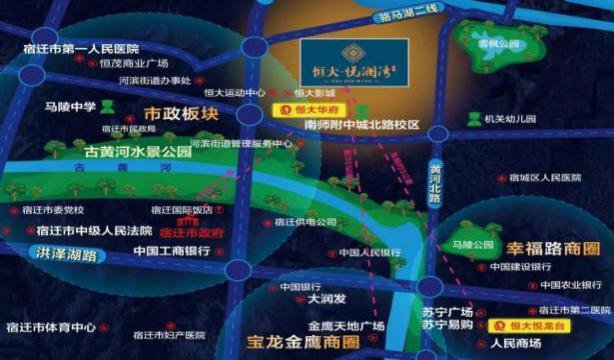 骆马湖二线
宿迁市第一人民医院
恒茂商业广场
雪枫公园
恒大·悦澜湾
河滨街道办事处
恒大运动中心
恒大影城
马陵中学
市政板块
恒大华府
宿迁市民政局
南师附中城北路校区
机关幼儿园
古黄河水景公园
河滨街道管理服务中心
古黄河
黄河北路
宿城区人民医院
宿迁市委党校
宿迁国际饭店
宿迁供电公司
宿迁市中级人民法院
宿迁市政府
马陵公园
幸福路商圈
洪泽湖路
中国工商银行
中国人民银行
中国建设银行
中国银行
中国农业银行
大润发
苏宁广场
宿迁市第二医院
宿迁市体育中心
宿迁市妇产医院
金鹰天地广场
苏宁易购
恒大悦龙台
宝龙金鹰商圈
人民商场